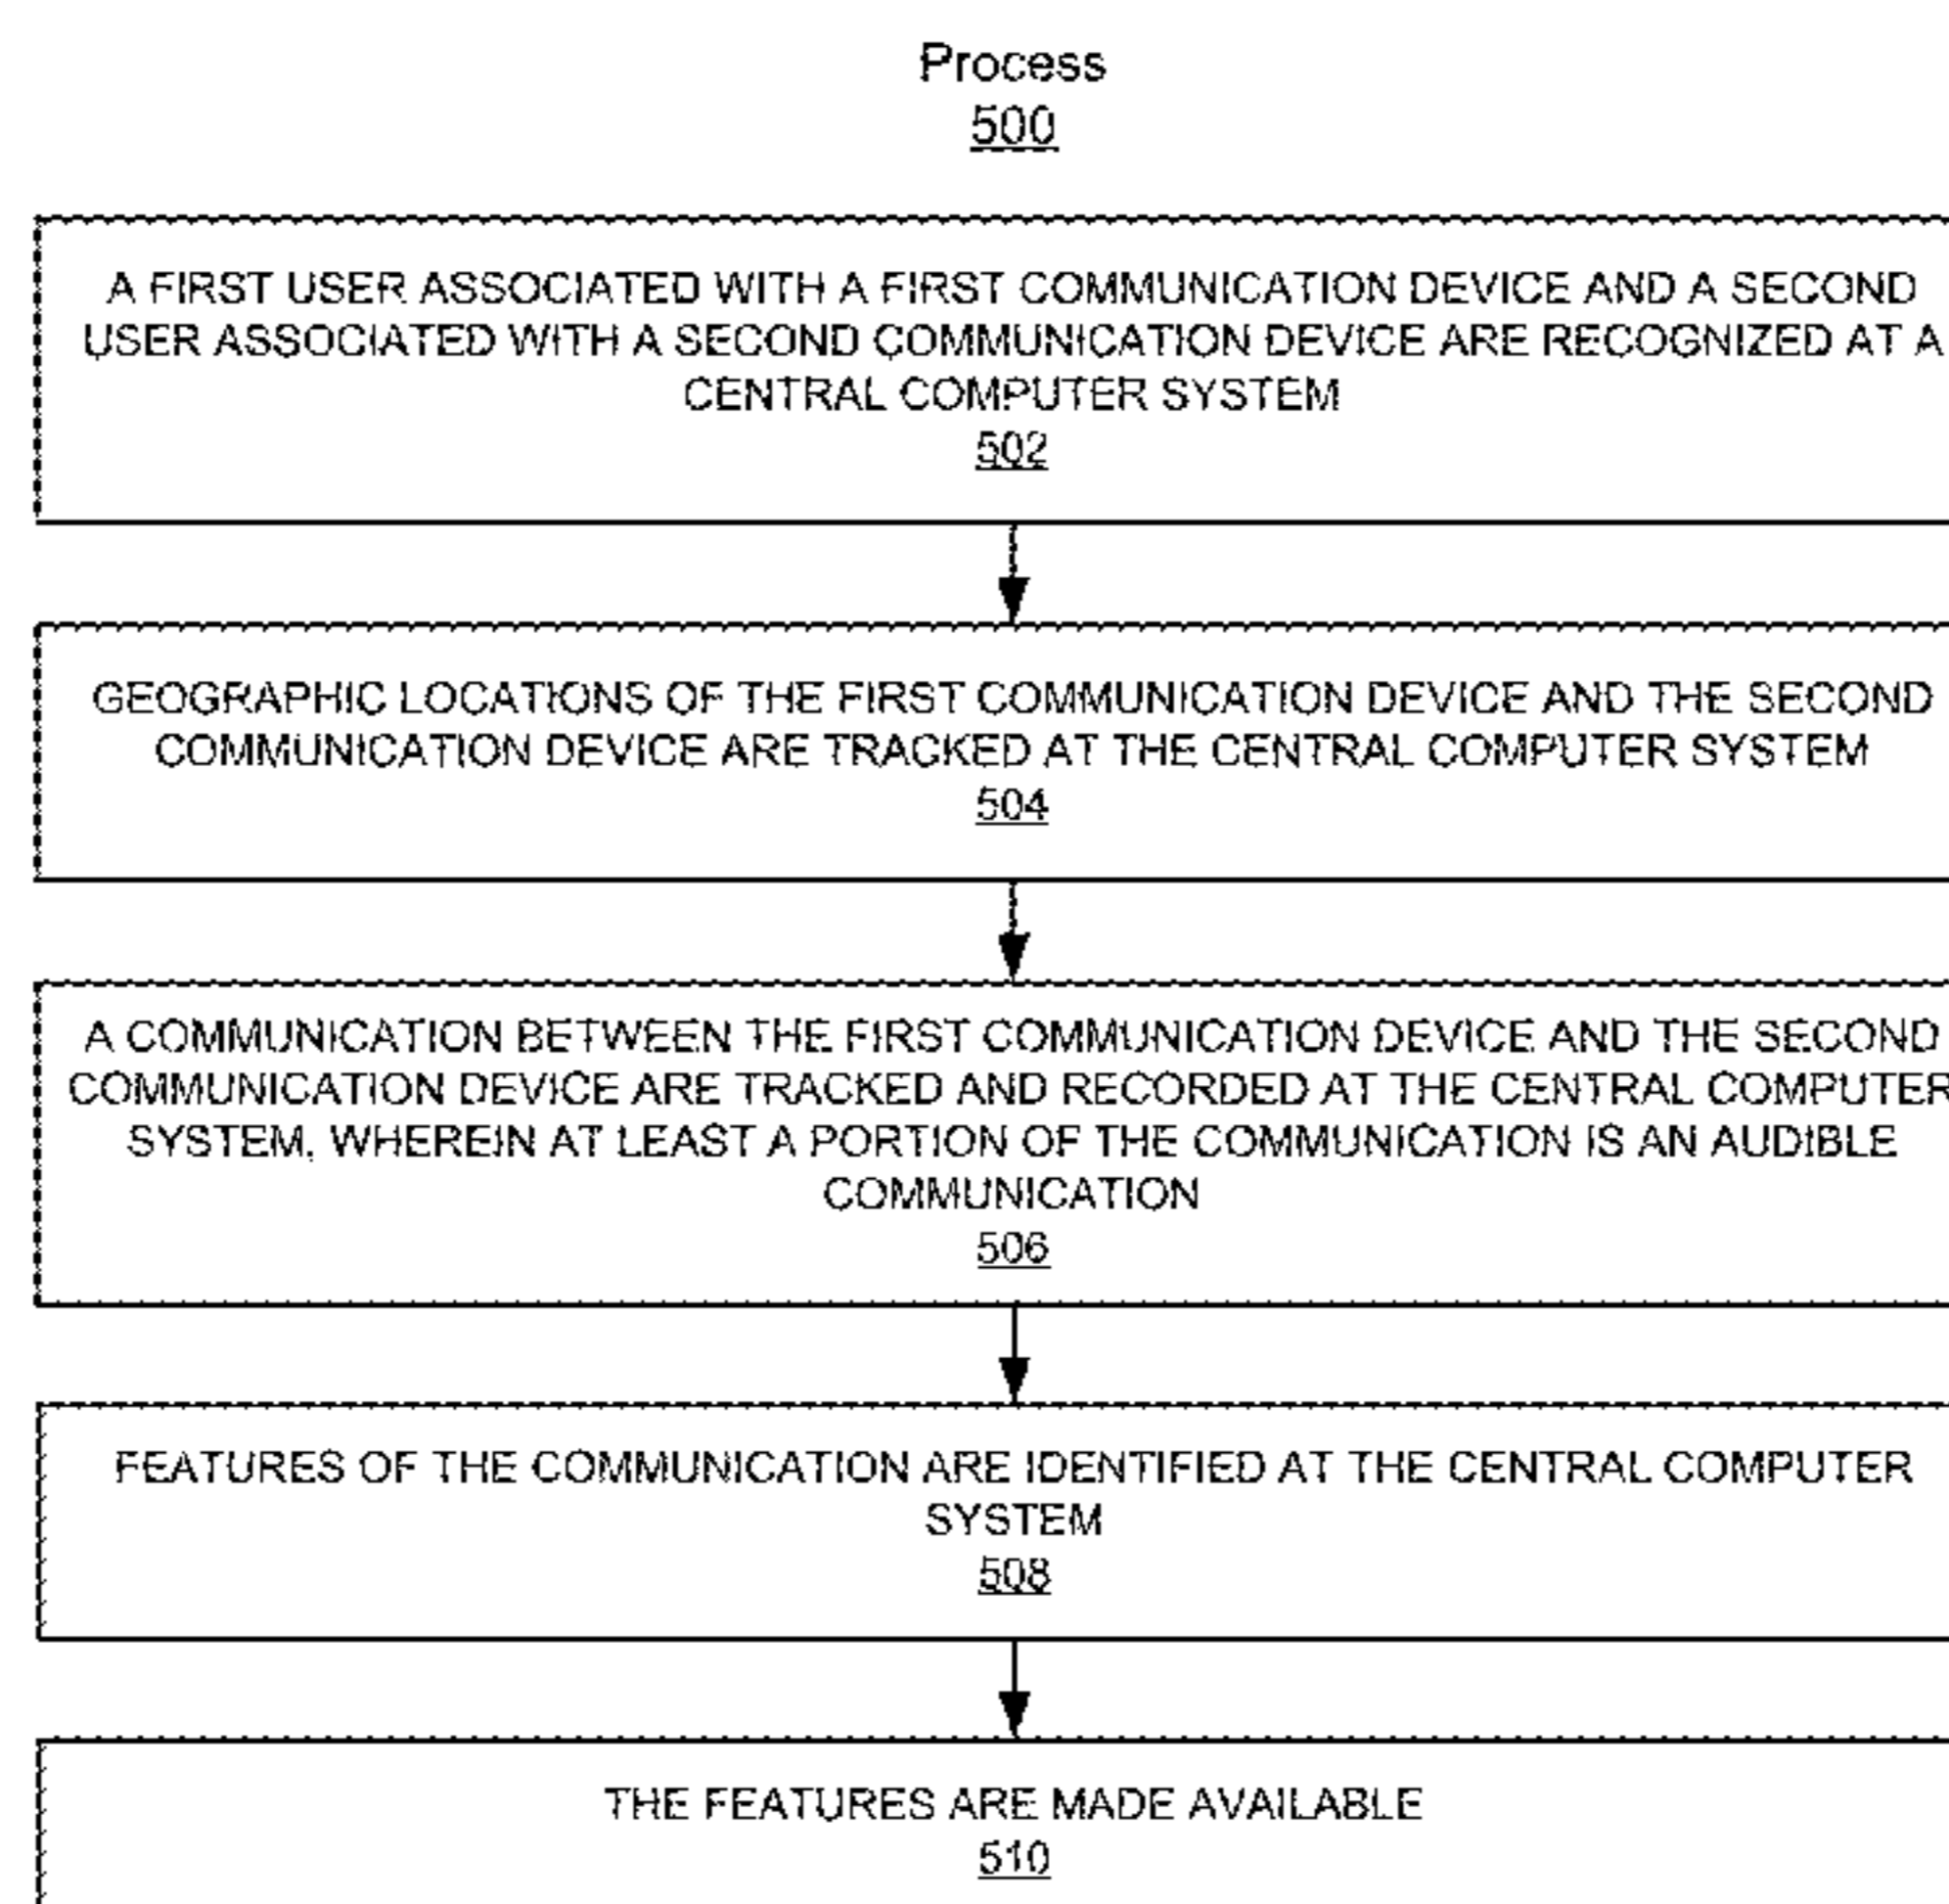 Process
500
A FIRST USER ASSOCIATED WITH A FIRST COMMUNICATION DEVICE AND A SECOND
USER ASSOCIATED WITH A SECOND COMMUNICATION DEVICE ARE RECOGNIZED AT A
CENTRAL COMPUTER SYSTEM
502
GEOGRAPHIC LOCATIONS OF THE FIRST COMMUNICATION DEVICE AND THE SECOND
COMMUNICATION DEVICE ARE TRACKED AT THE CENTRAL COMPUTER SYSTEM
504
A COMMUNICATION BETWEEN THE FIRST COMMUNICATION DEVICE AND THE SECOND
COMMUNICATION DEVICE ARE TRACKED AND RECORDED AT THE CENTRAL COMPUTER
SYSTEM, WHEREIN AT LEAST A PORTION OF THE COMMUNICATION IS AN AUDIBLE
COMMUNICATION
506
FEATURES OF THE COMMUNICATION ARE IDENTIFIED AT THE CENTRAL COMPUTER
SYSTEM
508
THE FEATURES ARE MADE AVAILABLE
510